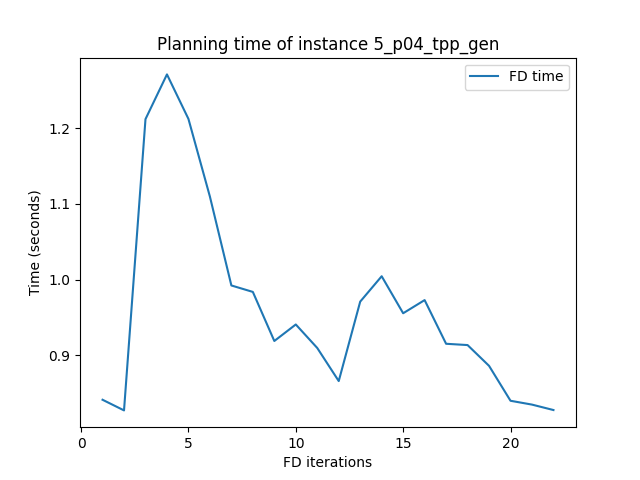 Planning time of instance 5_p04_tpp_gen
FD time
1.2
1.1
1.0
0.9
Time (seconds)
0
5
10
15
20
FD iterations